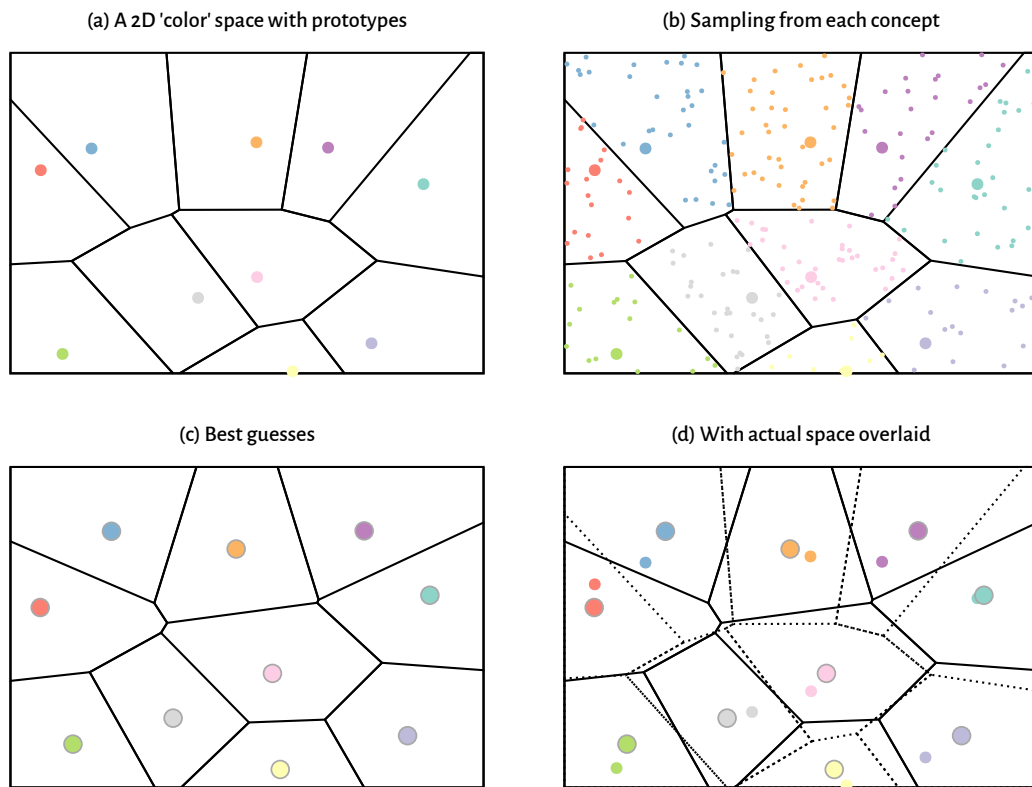 (a) A 2D 'color' space with prototypes
(b) Sampling from each concept
(c) Best guesses
(d) With actual space overlaid